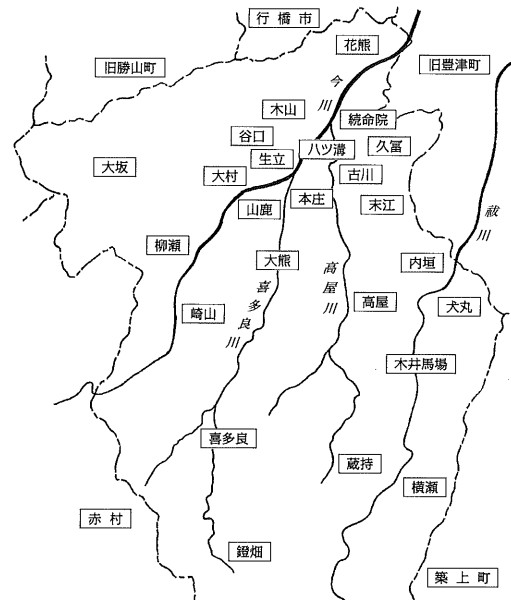 行橋市
花熊
旧勝山町
旧豊津町
今川
木山
続命院
谷口
八ツ溝
久冨
生立
大坂
大村
古川
本庄
末江
山鹿
祓川
柳瀬
大熊
内垣
高屋川
喜多良川
高屋
犬丸
崎山
木井馬場
喜多良
蔵持
横瀬
赤村
鐙畑
築上町